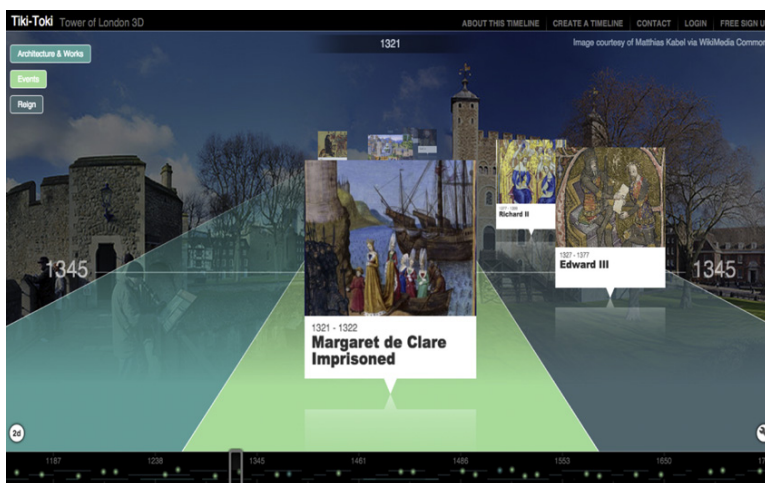 Tiki-Toki Tower of London 3D
ABOUT THIS TIMELINE CREATE A TIMELINE CONTACT LOGIN FREE SIGN U
1321
Image courtesy of Matthias Kabel via WikiMedia Common
Architecture & Works
Events
Reign
1345
1345
Richard II
1327 - 1377
Edward III
1321 - 1322
Margaret de Clare
Imprisoned
2d
1187 1238 1345 1461 1486 1553 1650 17